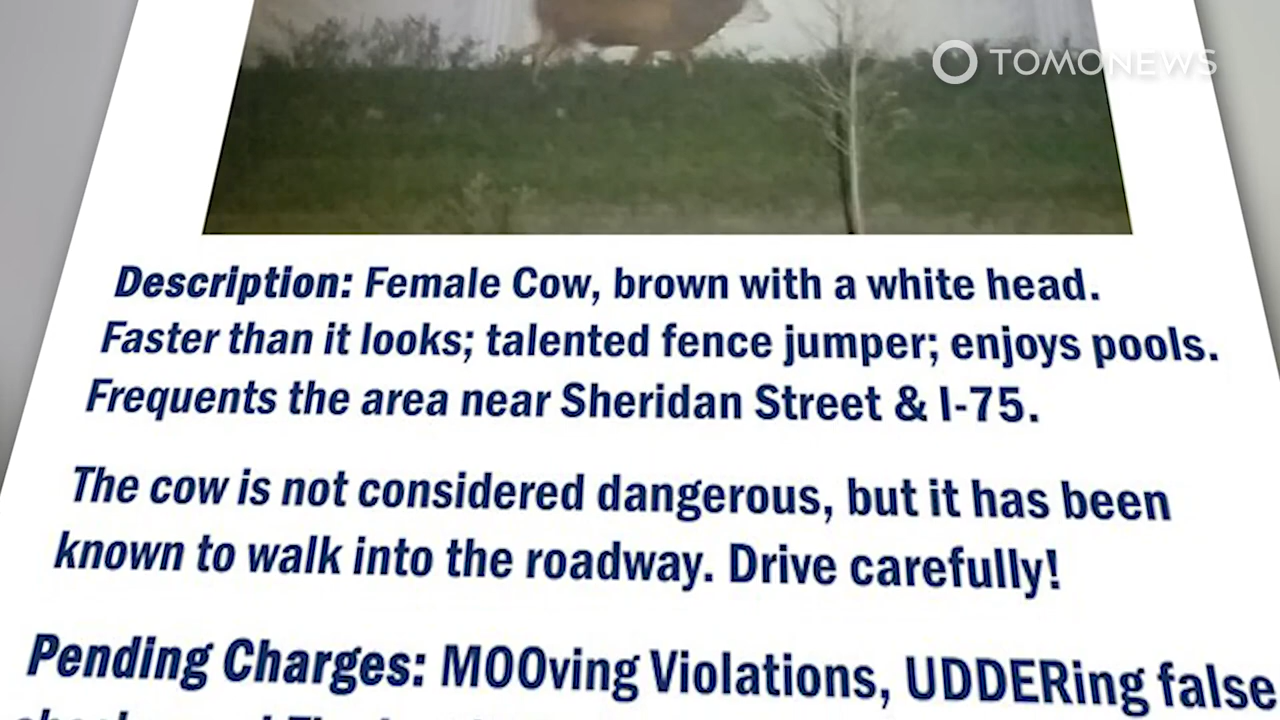 TOMONEWS
Description: Female Cow, brown with a white head.
Faster than it looks; talented fence jumper; enjoys pools.
Frequents the area near Sheridan Street & I-75.
The cow is not considered dangerous, but it has been
known to walk into the roadway. Drive carefully!
Pending Charges: MOOving Violations, UDDERing false